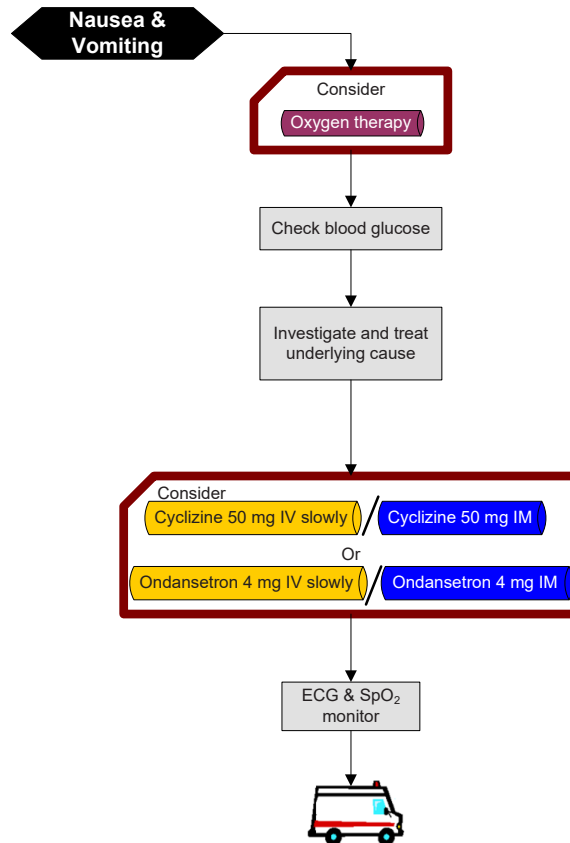 Nausea &
Vomiting
Consider
Oxygen therapy
Check blood glucose
Investigate and treat
underlying cause
Consider
Cyclizine 50 mg IV slowly / Cyclizine 50 mg IM
Or
Ondansetron 4 mg IV slowly / Ondansetron 4 mg IM
ECG & SpO₂
monitor